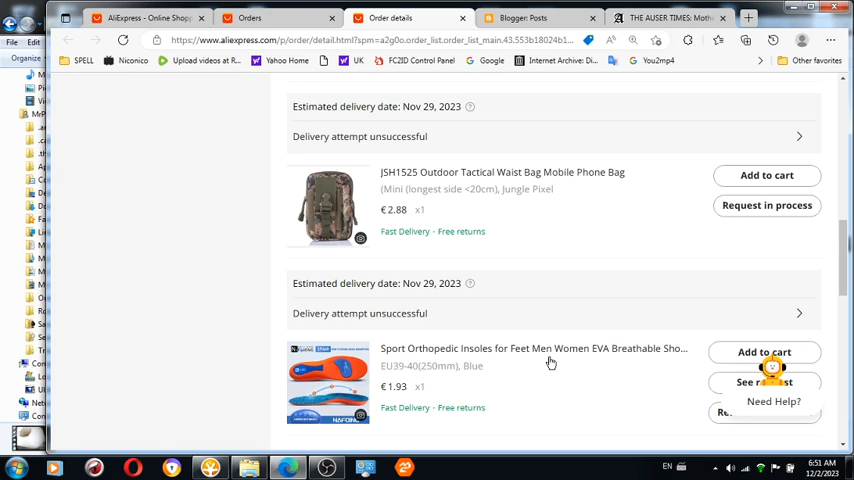 AliExpress - Online Shopp
Orders
Order details
Blogger: Posts
THE AUSER TIMES: Moth
File
Edit
https://www.aliexpress.com/p/order/detail.html?spm=a2g0o.order_list.order_list_main.43.553b18024n1...
Organize
SPELL
Niconico
Upload videos at R...
Yahoo Home
UK
FC2ID Control Panel
Google
Internet Archive: Di...
You2mp4
Other favorites
Estimated delivery date: Nov 29, 2023
Delivery attempt unsuccessful
JSH1525 Outdoor Tactical Waist Bag Mobile Phone Bag
(Mini (longest side <20cm), Jungle Pixel
€2.88 x1
Fast Delivery · Free returns
Add to cart
Request in process
Estimated delivery date: Nov 29, 2023
Delivery attempt unsuccessful
Sport Orthopedic Insoles for Feet Men Women EVA Breathable Sho...
EU39-40(250mm), Blue
€1.93 x1
Fast Delivery · Free returns
Add to cart
Need Help?
EN
6:51 AM
12/2/2023